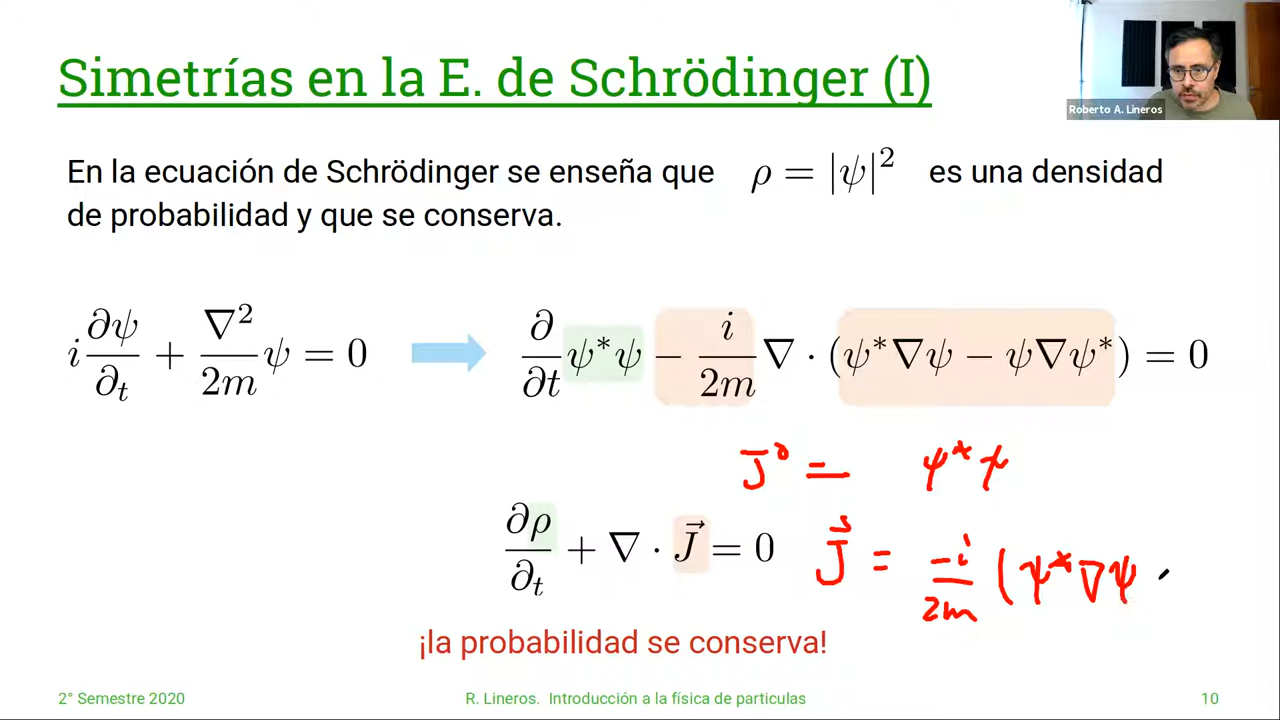 Simetrías en la E. de Schrödinger (I)
Roberto A. Lineros
En la ecuación de Schrödinger se enseña que ρ = |ψ|² es una densidad
de probabilidad y que se conserva.
i ∂ψ/∂_t + ∇²/2m ψ = 0
∂/∂t ψ*ψ − i/2m ∇ · (ψ*∇ψ − ψ∇ψ*) = 0
J⁰ = ψ*ψ
∂ρ/∂_t + ∇ · J⃗ = 0
J⃗ = -i/2m (ψ*∇ψ
¡la probabilidad se conserva!
2° Semestre 2020
R. Lineros. Introducción a la física de particulas
10